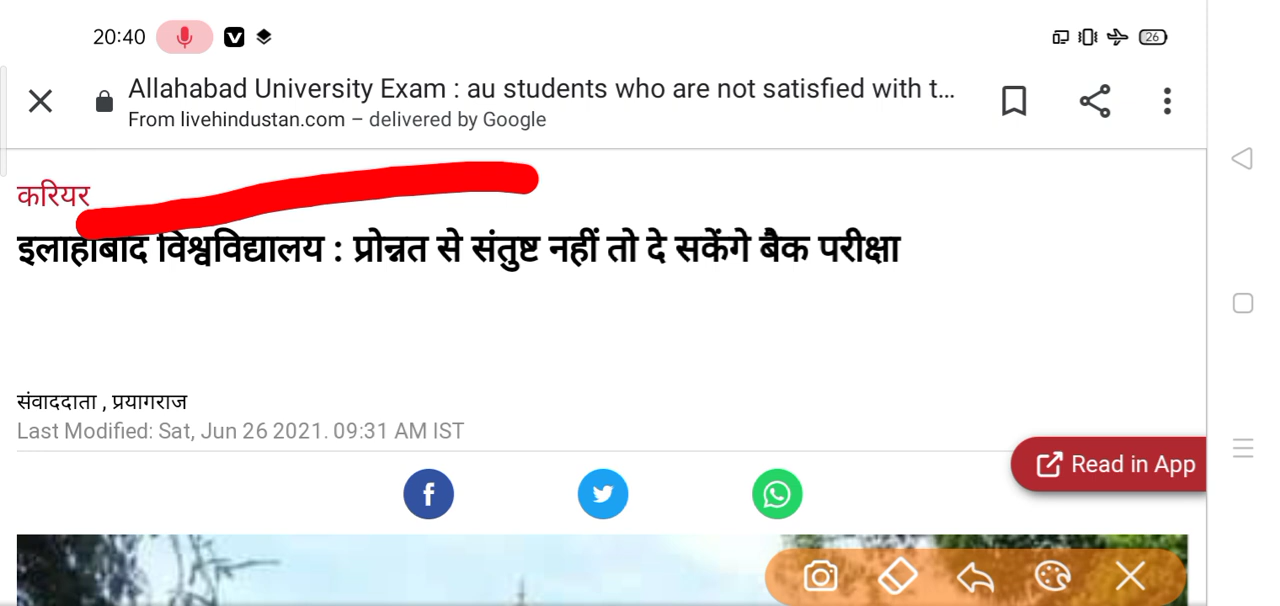 20:40
26
Allahabad University Exam : au students who are not satisfied with t...
From livehindustan.com – delivered by Google
करियर
इलाहाबाद विश्वविद्यालय : प्रोन्नत से संतुष्ट नहीं तो दे सकेंगे बैक परीक्षा
संवाददाता , प्रयागराज
Last Modified: Sat, Jun 26 2021. 09:31 AM IST
Read in App